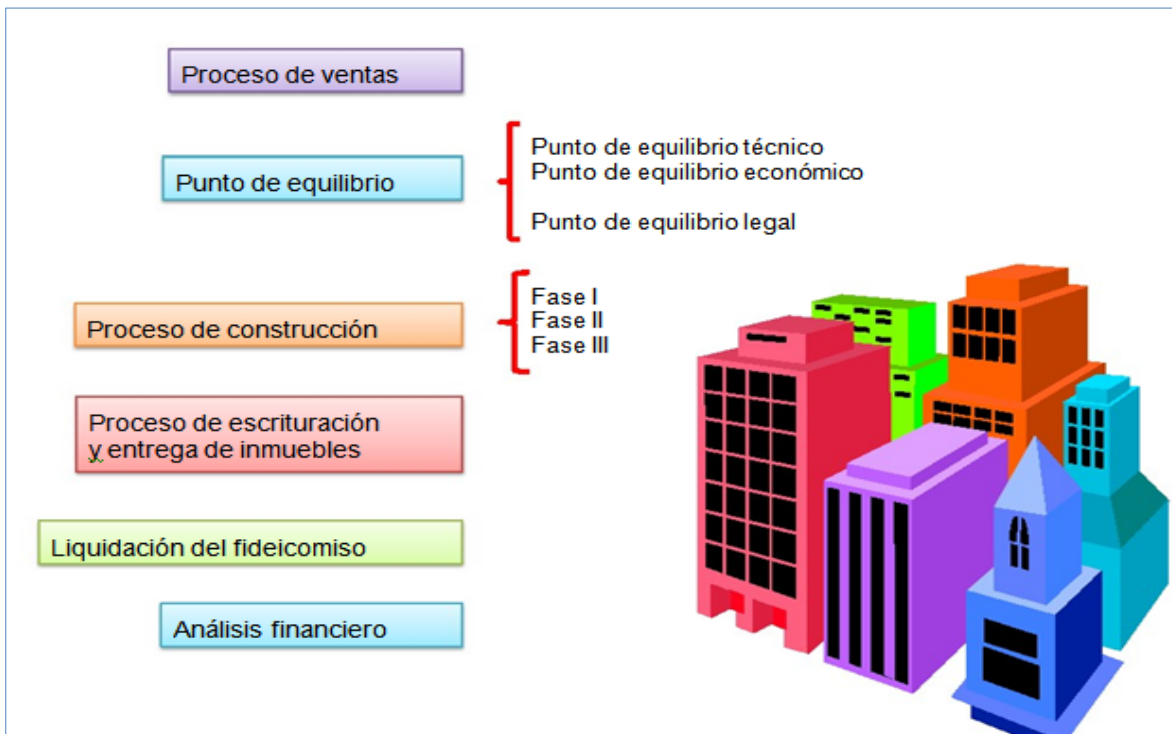 Proceso de ventas
Punto de equilibrio
Punto de equilibrio técnico
Punto de equilibrio económico
Punto de equilibrio legal
Proceso de construcción
Fase I
Fase II
Fase III
Proceso de escrituración
y entrega de inmuebles
Liquidación del fideicomiso
Análisis financiero